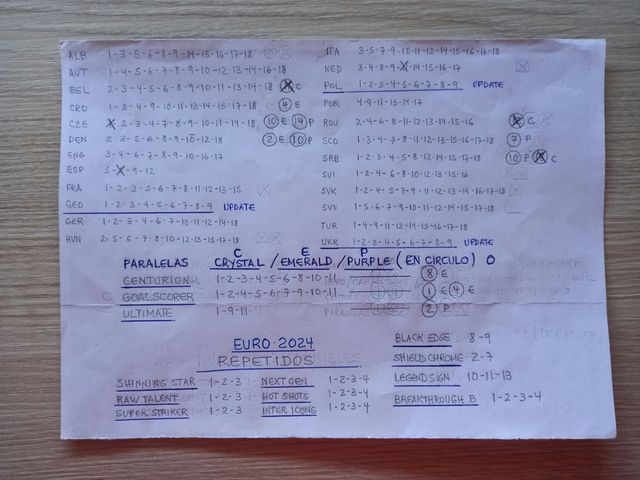 ALB 1-3-5-6-8-9-14-15-16-17-18
AUT 1-4-5-6-7-8-9-10-12-13-14-16-18
BEL 2-3-4-5-6-8-9-10-11-13-14-18 C
CRO 1-3-4-9-10-11-13-14-15-17-18 4 E
CZE 2-3-4-7-8-9-10-11-14-18 10 E 14 P
DEN 2-3-5-6-8-9-10-12-18 2 E 10 P
ENG 3-4-6-7-8-9-10-16-17
ESP 9-12
FRA 1-2-3-5-6-7-8-11-12-13-15
GEO 1-2-3-4-5-6-7-8-9 UPDATE
GER 1-2-3-4-6-7-10-11-12-14-18
HUN 2-5-6-7-8-10-12-13-15-17-18
ITA 3-5-7-9-10-11-12-14-15-16-17-18
NED 3-4-8-9 14-15-16-17
POL 1-2-3-4-5-6-7-8-9 UPDATE
POR 4-9-11-13-14-17
ROU 2-4-6-8-11-12-13-15-16 C
SCO 1-3-4-7-8-11-12-13-15-16-17-18 7 P
SRB 1-2-3-4-5-8-11-12-13-15-17-18 10 P C
SUI 1-2-4-5-6-8-11-12-13-15-16
SVK 1-2-4-5-7-9-11-12-13-14-16-17-18
SVN 1-5-6-7-9-10-11-12-14-15-17-18
TUR 1-4-9-11-12-14-15-16-17-18
UKR 1-2-3-4-5-6-7-8-9 UPDATE
C E P
PARALELAS CRYSTAL / EMERALD / PURPLE (EN CIRCULO) O
CENTURION 1-2-3-4-5-6-8-10-11 8 E
GOALSCORER 1-2-4-5-6-7-9-10-11 1 E 4 E
ULTIMATE 1-9-11 2 P
EURO 2024
REPETIDOS
SHINNING STAR 1-2-3
RAW TALENT 1-2-3
SUPER STRIKER 1-2-3
NEXT GEN 1-2-3-4
HOT SHOTS 1-2-3-4
INTER ICONS 1-2-3-4
BLACK EDGE 8-9
SHIELD CHROME 2-7
LEGEND SIGN 10-11-13
BREAKTHROUGH B 1-2-3-4